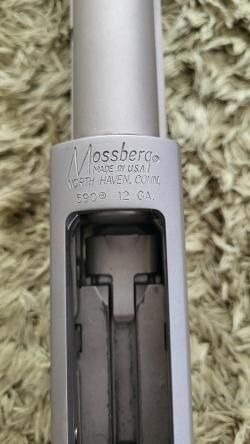 Mossberg®
MADE IN U.S.A.
NORTH HAVEN, CONN.
590® 12 GA.